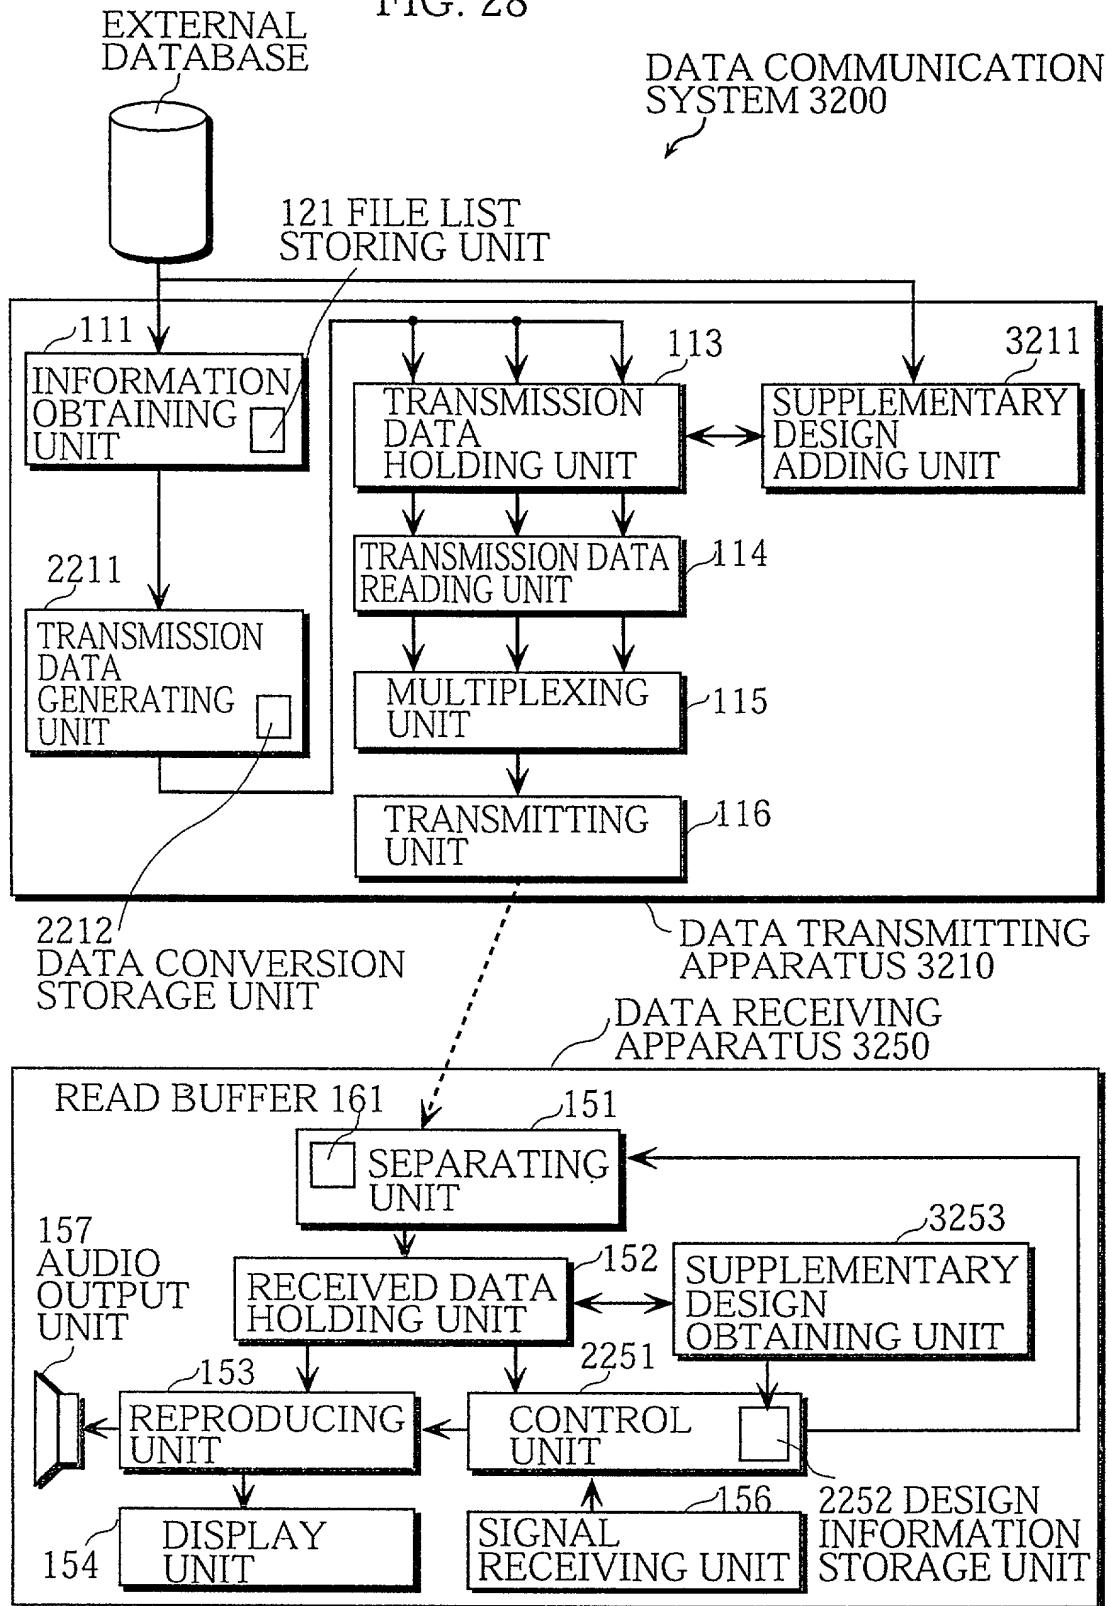 FIG. 28
EXTERNAL
DATABASE
DATA COMMUNICATION
SYSTEM 3200
121 FILE LIST
STORING UNIT
111
INFORMATION
OBTAINING
UNIT
113
TRANSMISSION
DATA
HOLDING UNIT
3211
SUPPLEMENTARY
DESIGN
ADDING UNIT
2211
TRANSMISSION
DATA
GENERATING
UNIT
TRANSMISSION DATA
READING UNIT
114
MULTIPLEXING
UNIT
115
TRANSMITTING
UNIT
116
2212
DATA CONVERSION
STORAGE UNIT
DATA TRANSMITTING
APPARATUS 3210
DATA RECEIVING
APPARATUS 3250
READ BUFFER 161
151
SEPARATING
UNIT
157
AUDIO
OUTPUT
UNIT
152
RECEIVED DATA
HOLDING UNIT
3253
SUPPLEMENTARY
DESIGN
OBTAINING UNIT
153
REPRODUCING
UNIT
2251
CONTROL
UNIT
154
DISPLAY
UNIT
156
SIGNAL
RECEIVING UNIT
2252 DESIGN
INFORMATION
STORAGE UNIT